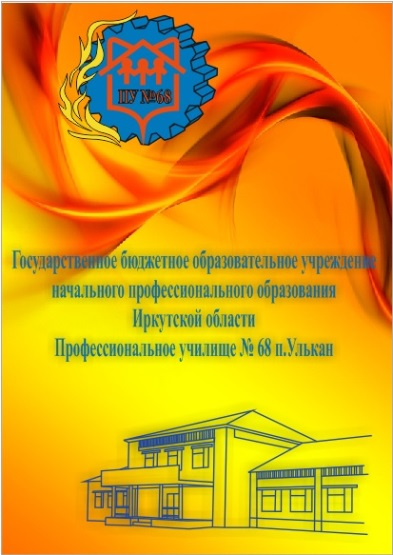 ПУ №68
Государственное бюджетное образовательное учреждение
начального профессионального образования
Иркутской области
Профессиональное училище № 68 п.Улькан